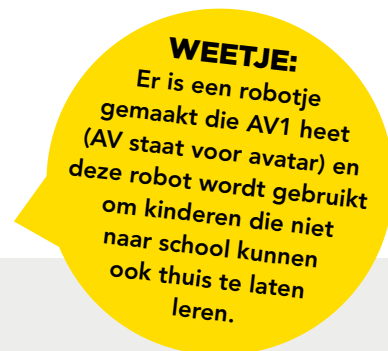 WEETJE:
Er is een robotje
gemaakt die AV1 heet
(AV staat voor avatar) en
deze robot wordt gebruikt
om kinderen die niet
naar school kunnen
ook thuis te laten
leren.